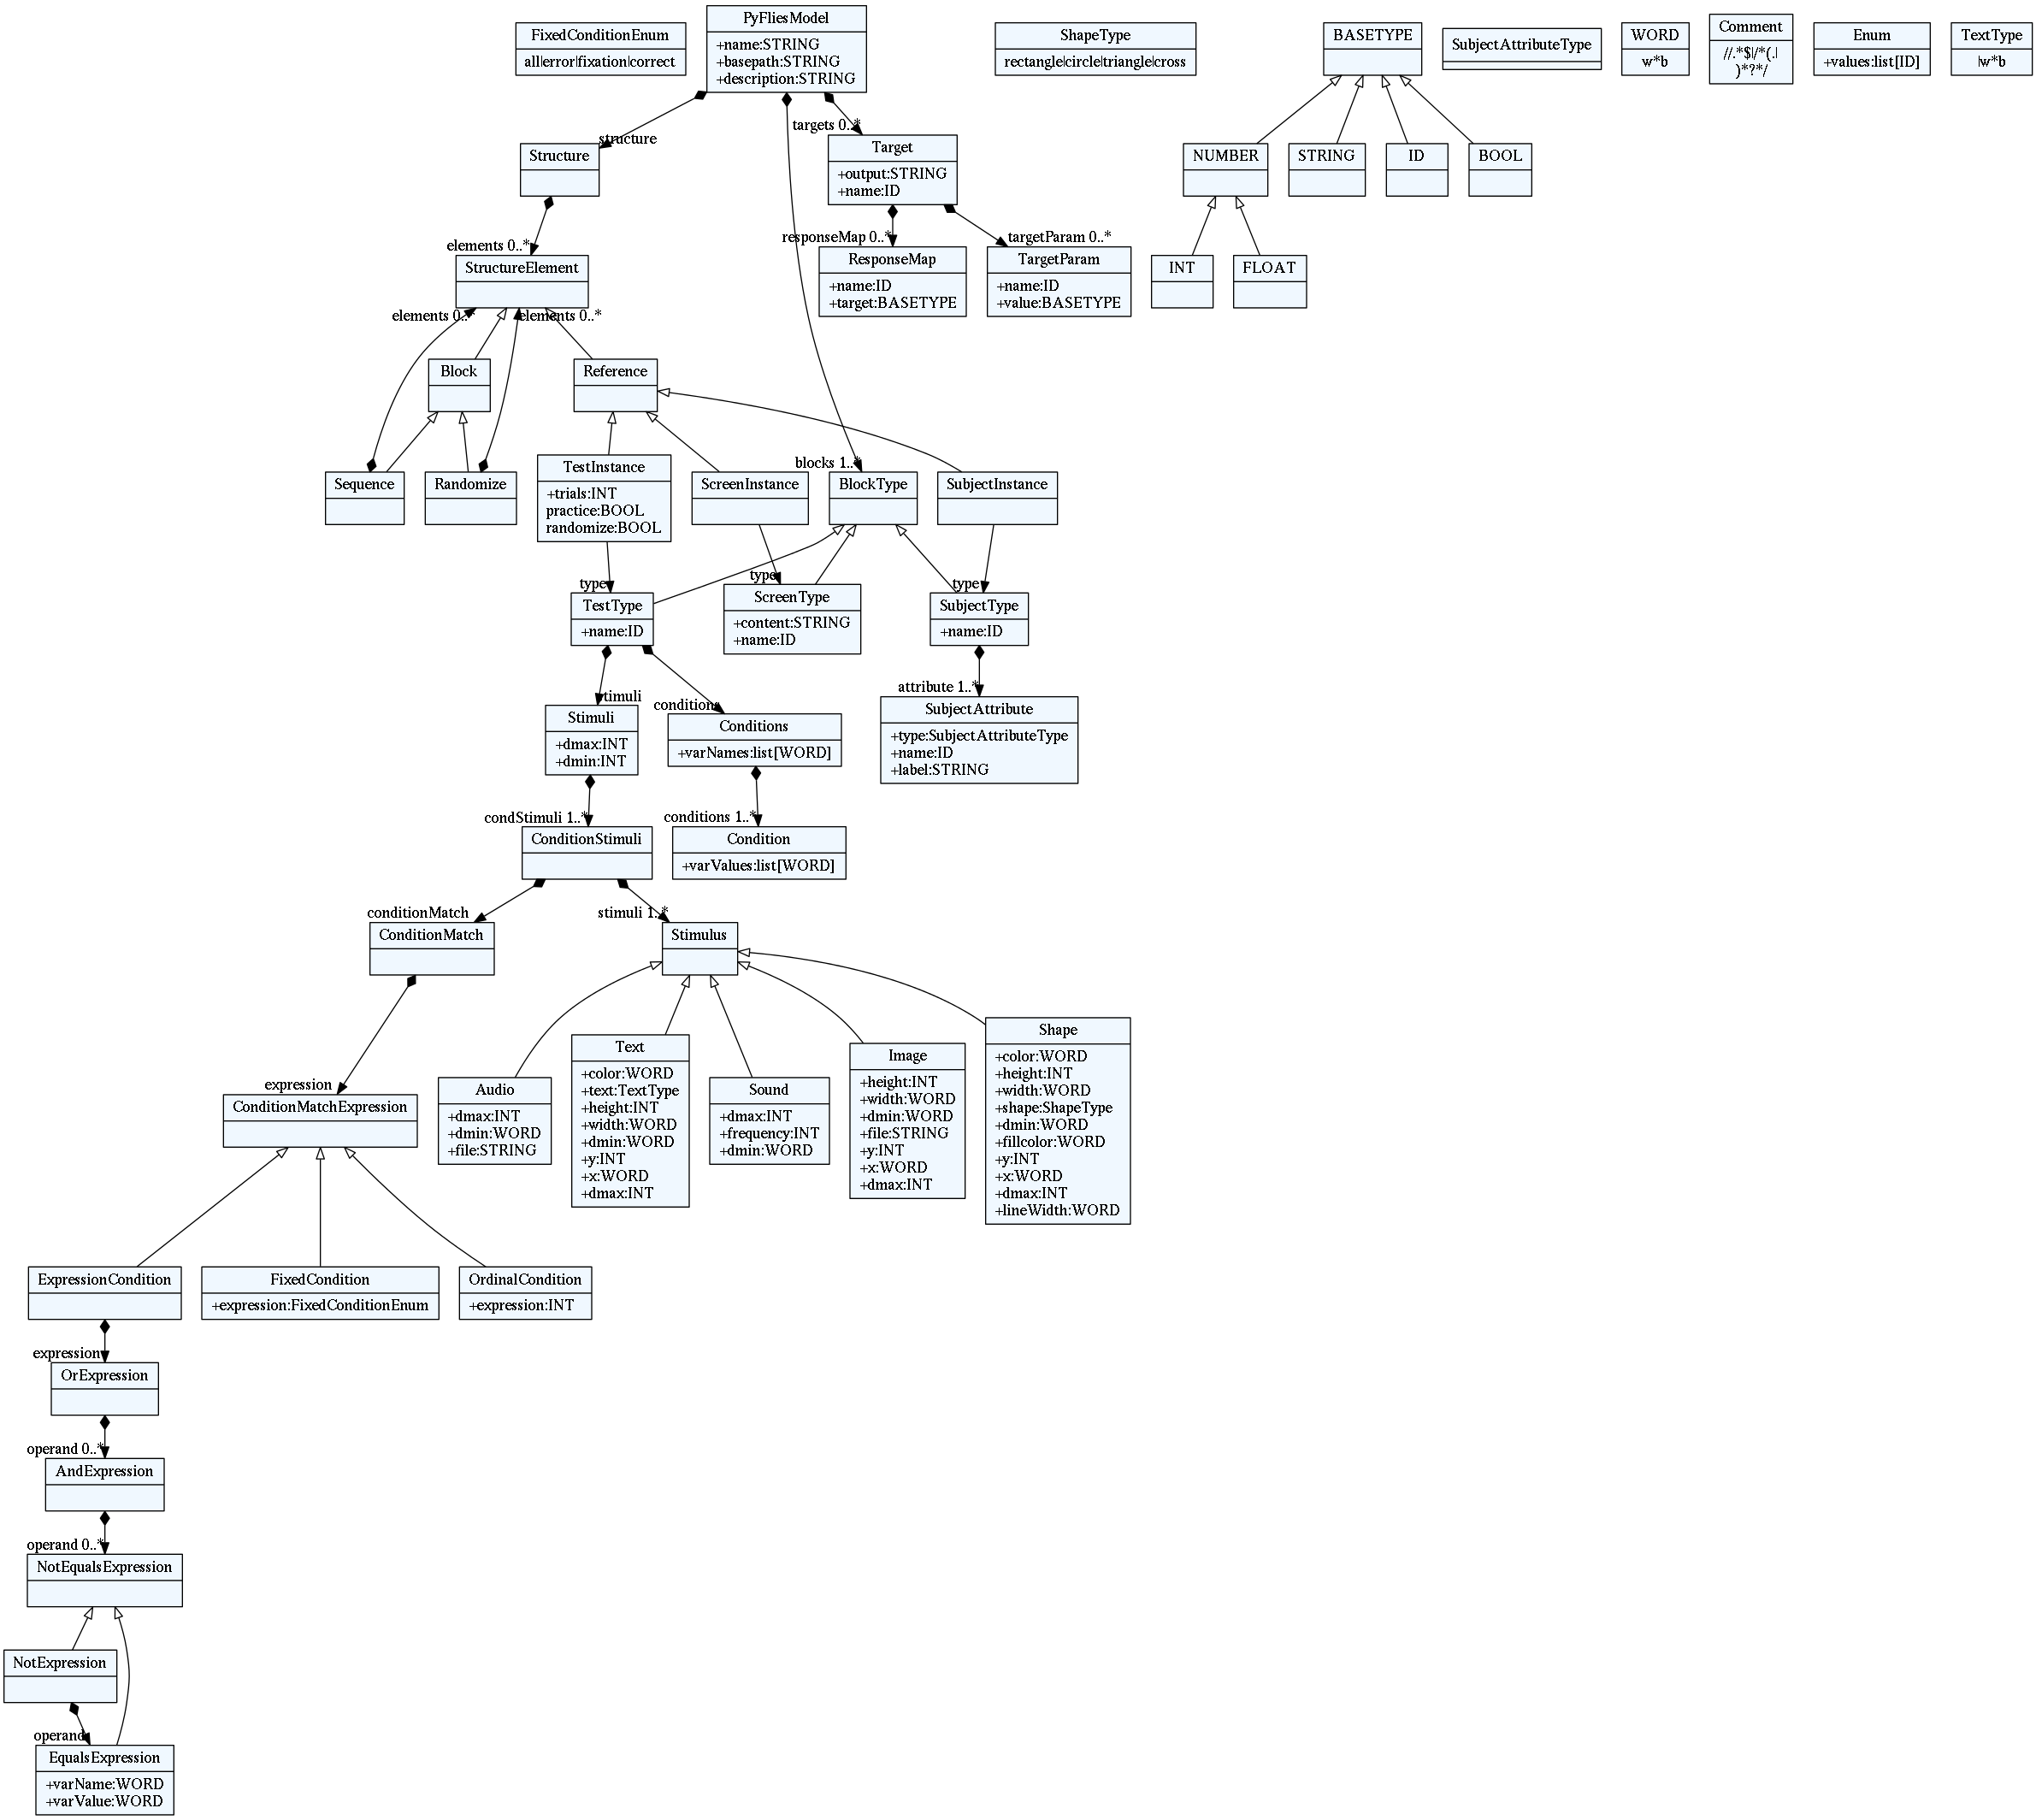 PyFliesModel
+name:STRING
+basepath:STRING
+description:STRING
FixedConditionEnum
all|error|fixation|correct
ShapeType
rectangle|circle|triangle|cross
BASETYPE
SubjectAttributeType
WORD
w*b
Comment
//.*$|/*(.|
)*?*/
Enum
+values:list[ID]
TextType
|w*b
structure
targets 0..*
Structure
Target
+output:STRING
+name:ID
NUMBER
STRING
ID
BOOL
elements 0..*
responseMap 0..*
targetParam 0..*
StructureElement
ResponseMap
+name:ID
+target:BASETYPE
TargetParam
+name:ID
+value:BASETYPE
INT
FLOAT
elements 0..*
elements 0..*
Block
Reference
blocks 1..*
Sequence
Randomize
TestInstance
+trials:INT
practice:BOOL
randomize:BOOL
ScreenInstance
BlockType
SubjectInstance
type
type
type
TestType
+name:ID
ScreenType
+content:STRING
+name:ID
SubjectType
+name:ID
stimuli
conditions
attribute 1..*
Stimuli
+dmax:INT
+dmin:INT
Conditions
+varNames:list[WORD]
SubjectAttribute
+type:SubjectAttributeType
+name:ID
+label:STRING
condStimuli 1..*
conditions 1..*
ConditionStimuli
Condition
+varValues:list[WORD]
conditionMatch
stimuli 1..*
ConditionMatch
Stimulus
expression
ConditionMatchExpression
Audio
+dmax:INT
+dmin:WORD
+file:STRING
Text
+color:WORD
+text:TextType
+height:INT
+width:WORD
+dmin:WORD
+y:INT
+x:WORD
+dmax:INT
Sound
+dmax:INT
+frequency:INT
+dmin:WORD
Image
+height:INT
+width:WORD
+dmin:WORD
+file:STRING
+y:INT
+x:WORD
+dmax:INT
Shape
+color:WORD
+height:INT
+width:WORD
+shape:ShapeType
+dmin:WORD
+fillcolor:WORD
+y:INT
+x:WORD
+dmax:INT
+lineWidth:WORD
ExpressionCondition
FixedCondition
+expression:FixedConditionEnum
OrdinalCondition
+expression:INT
expression
OrExpression
operand 0..*
AndExpression
operand 0..*
NotEqualsExpression
NotExpression
operand
EqualsExpression
+varName:WORD
+varValue:WORD